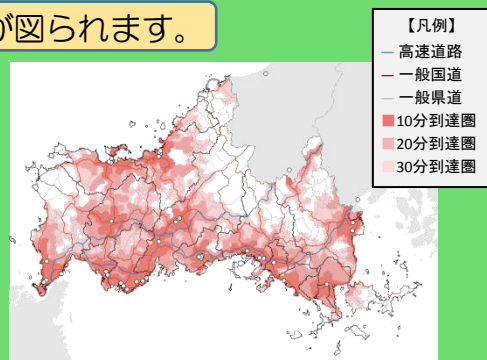 が図られます。
【凡例】
高速道路
一般国道
一般県道
10分到達圏
20分到達圏
30分到達圏